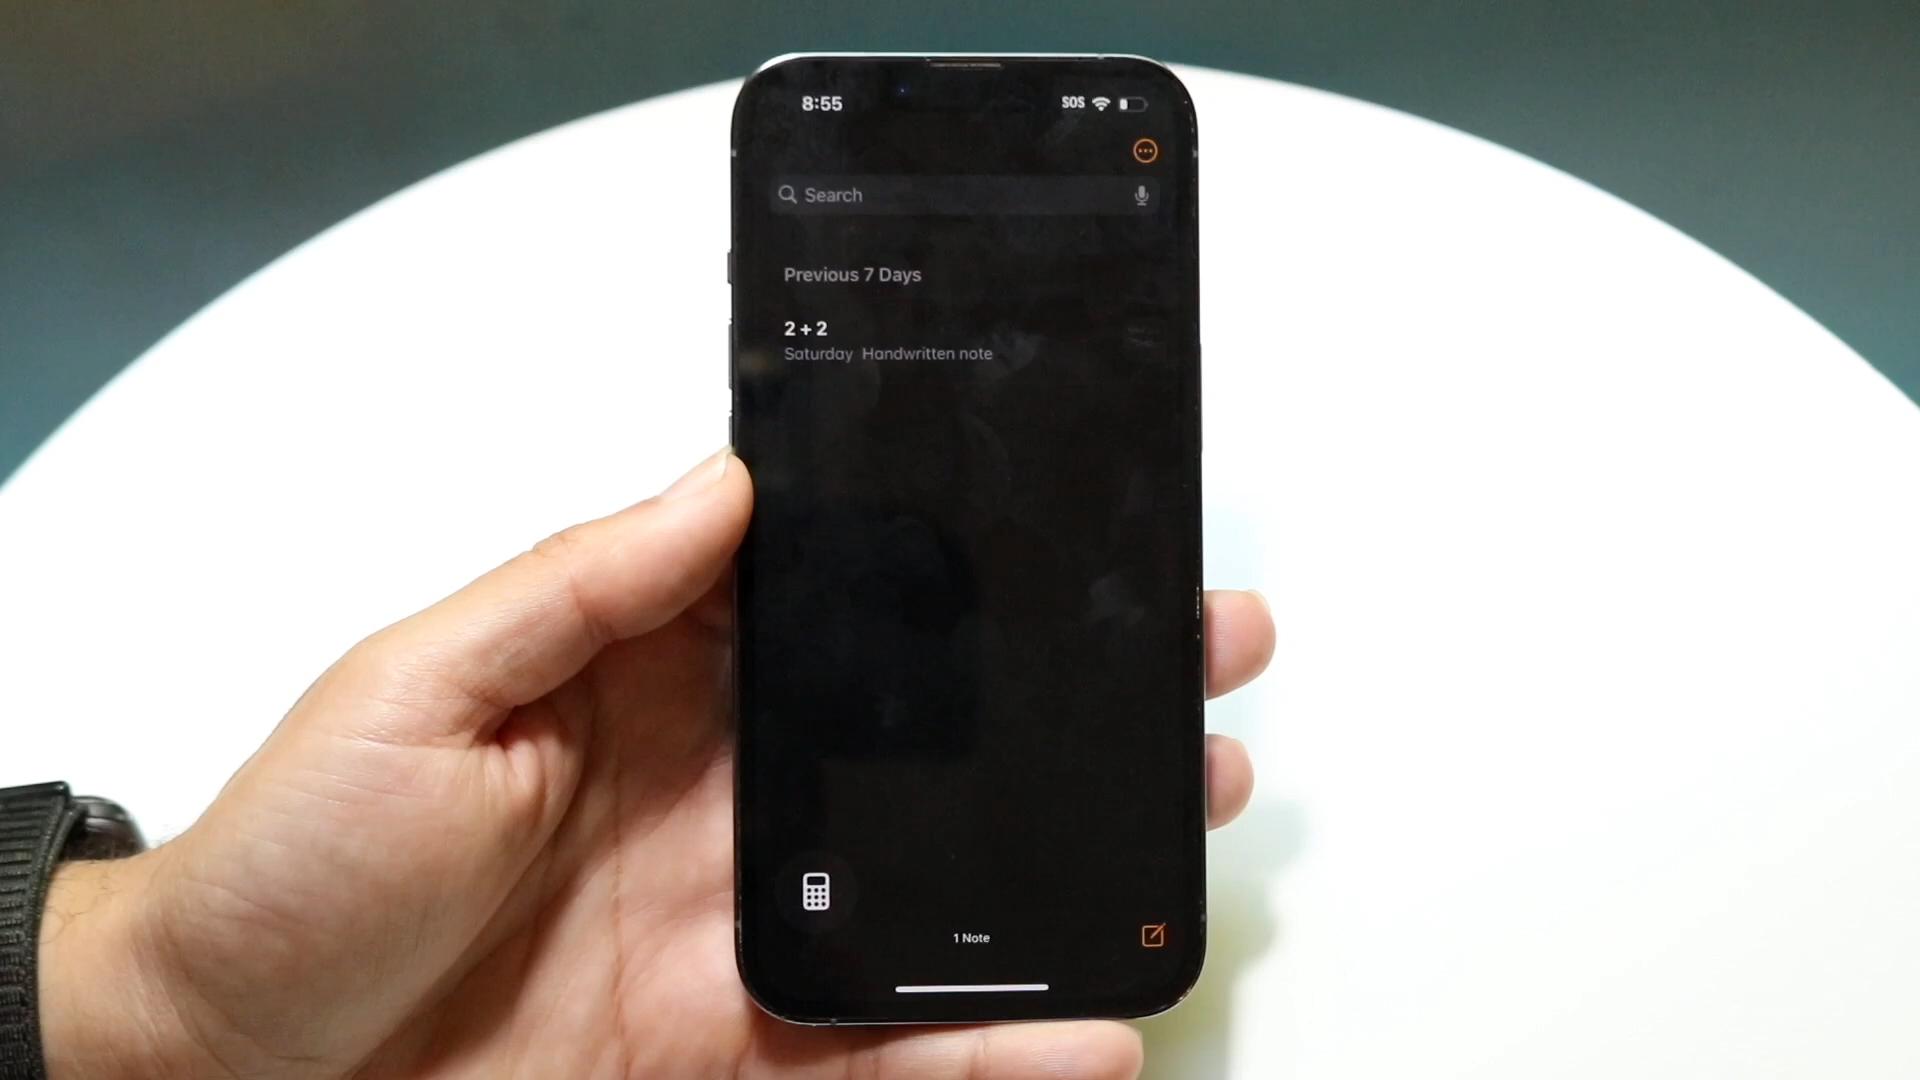 8:55 SOS
Search
Previous 7 Days
2 + 2
Saturday Handwritten note
1 Note